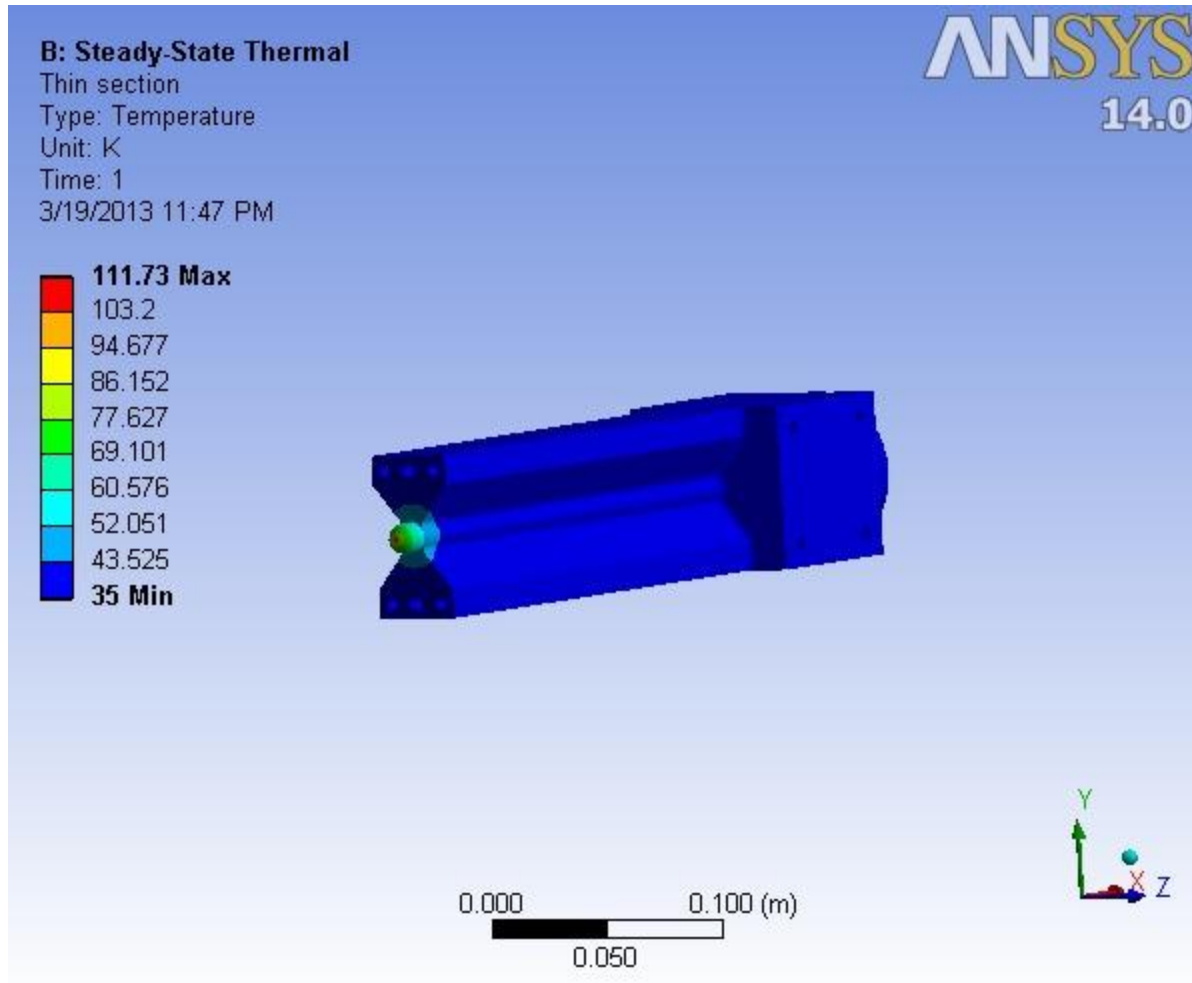 B: Steady-State Thermal
Thin section
Type: Temperature
Unit: K
Time: 1
3/19/2013 11:47 PM
ANSYS
14.0
111.73 Max
103.2
94.677
86.152
77.627
69.101
60.576
52.051
43.525
35 Min
Y
X
Z
0.000
0.100 (m)
0.050